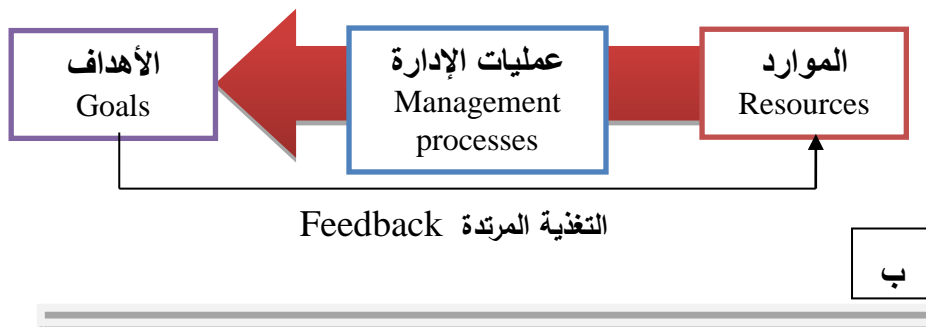 الموارد
Resources
عمليات الإدارة
Management
processes
الأهداف
Goals
التغذية المرتدة Feedback
ب